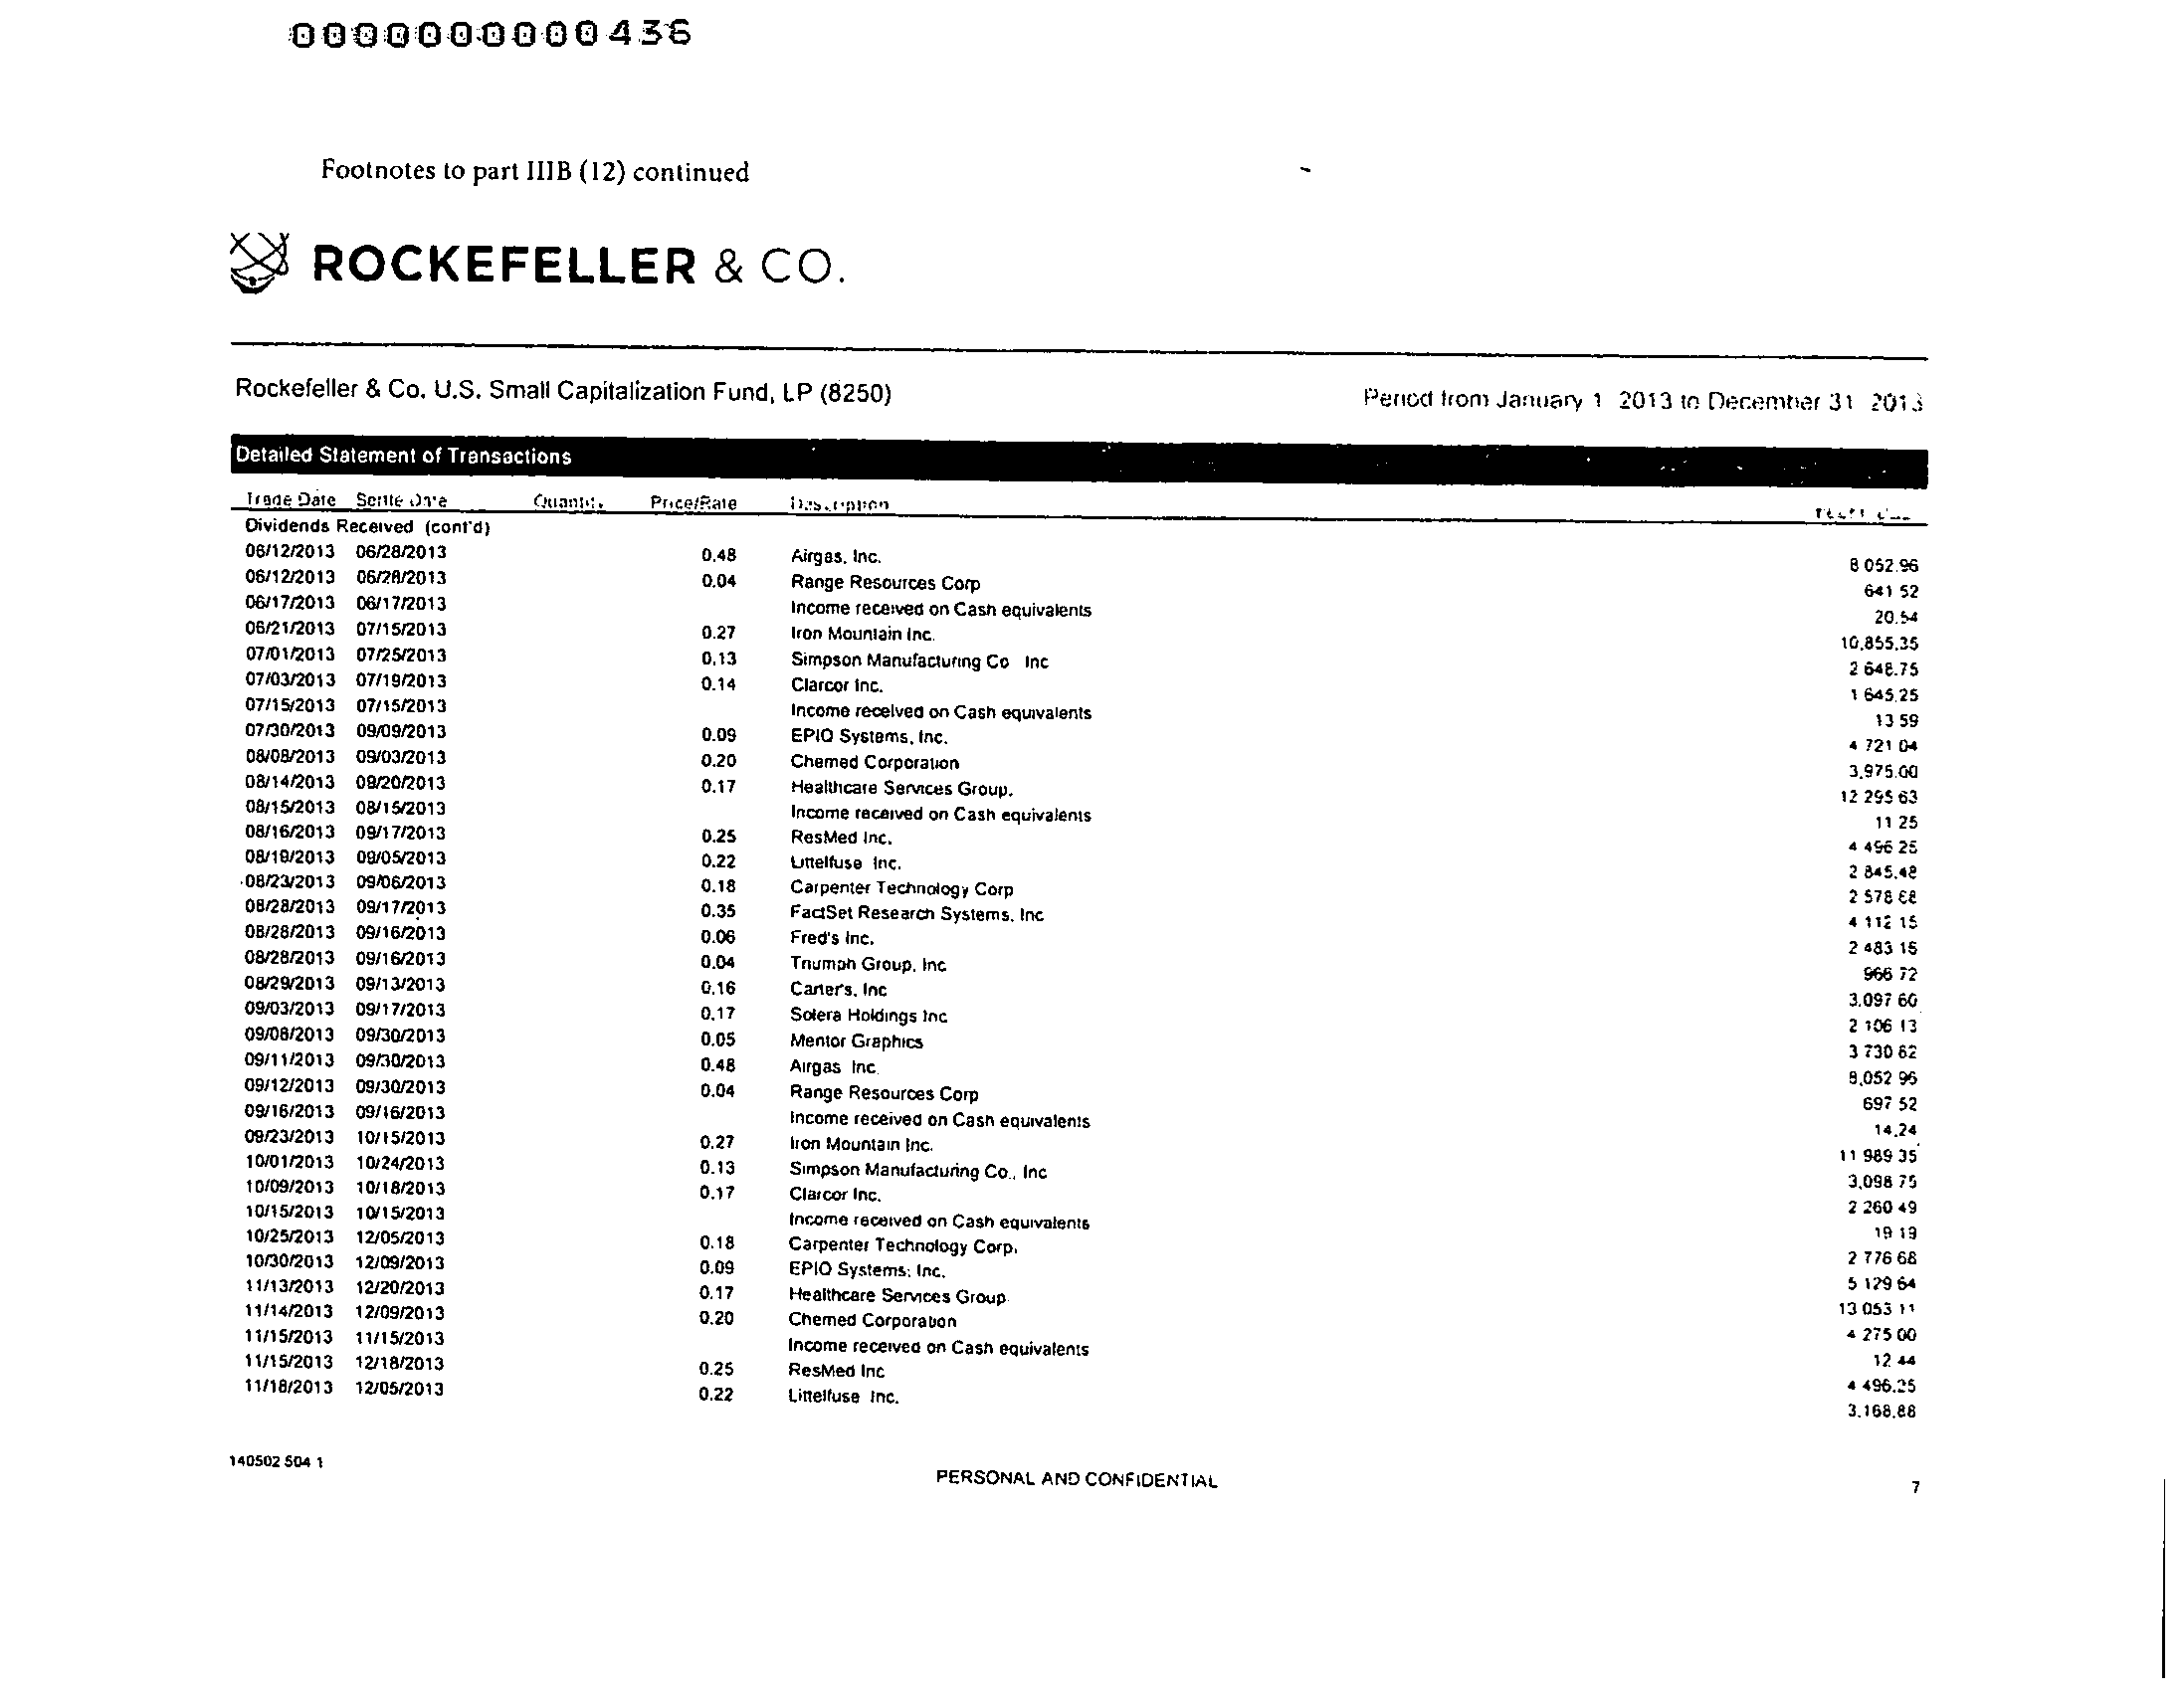 0000000000436
Footnotes to part IIIB (12) continued
ROCKEFELLER & CO.
Rockefeller & Co. U.S. Small Capitalization Fund, LP (8250)
Period from January 1 2013 to December 31 2013
Detailed Statement of Transactions
Trade Date Settle Date Quantity Price/Rate Description
Dividends Received (cont'd)
06/12/2013 06/28/2013 0.48 Airgas, Inc. 8 052.96
06/12/2013 06/28/2013 0.04 Range Resources Corp 641 52
06/17/2013 06/17/2013 Income received on Cash equivalents 20.54
06/21/2013 07/15/2013 0.27 Iron Mountain Inc. 10,855.35
07/01/2013 07/25/2013 0.13 Simpson Manufacturing Co Inc 2 648.75
07/03/2013 07/19/2013 0.14 Clarcor Inc. 1 645.25
07/15/2013 07/15/2013 Income received on Cash equivalents 13 59
07/30/2013 09/09/2013 0.09 EPIQ Systems, Inc. 4 721 04
08/08/2013 09/03/2013 0.20 Chemed Corporation 3,975.00
08/14/2013 09/20/2013 0.17 Healthcare Services Group. 12 295 63
08/15/2013 08/15/2013 Income received on Cash equivalents 11 25
08/16/2013 09/17/2013 0.25 ResMed Inc. 4 496 25
08/19/2013 09/05/2013 0.22 Littelfuse Inc. 2 845.48
08/23/2013 09/06/2013 0.18 Carpenter Technology Corp 2 578 68
08/28/2013 09/17/2013 0.35 FactSet Research Systems, Inc 4 112 15
08/28/2013 09/16/2013 0.06 Fred's Inc. 2 483 15
08/28/2013 09/16/2013 0.04 Triumph Group, Inc 966 72
08/29/2013 09/13/2013 0.16 Carter's, Inc 3,097 60
09/03/2013 09/17/2013 0.17 Solera Holdings Inc 2 106 13
09/08/2013 09/30/2013 0.05 Mentor Graphics 3 730 62
09/11/2013 09/30/2013 0.48 Airgas Inc. 8,052 96
09/12/2013 09/30/2013 0.04 Range Resources Corp 697 52
09/16/2013 09/16/2013 Income received on Cash equivalents 14.24
09/23/2013 10/15/2013 0.27 Iron Mountain Inc. 11 989 35
10/01/2013 10/24/2013 0.13 Simpson Manufacturing Co., Inc 3,098 75
10/09/2013 10/18/2013 0.17 Clarcor Inc. 2 260 49
10/15/2013 10/15/2013 Income received on Cash equivalents 19 19
10/25/2013 12/05/2013 0.18 Carpenter Technology Corp. 2 776 68
10/30/2013 12/09/2013 0.09 EPIQ Systems, Inc. 5 129 64
11/13/2013 12/20/2013 0.17 Healthcare Services Group 13 053 11
11/14/2013 12/09/2013 0.20 Chemed Corporation 4 275 00
11/15/2013 11/15/2013 Income received on Cash equivalents 12 44
11/15/2013 12/18/2013 0.25 ResMed Inc 4 496.25
11/18/2013 12/05/2013 0.22 Littelfuse Inc. 3,168.88
140502 504 1
PERSONAL AND CONFIDENTIAL
7